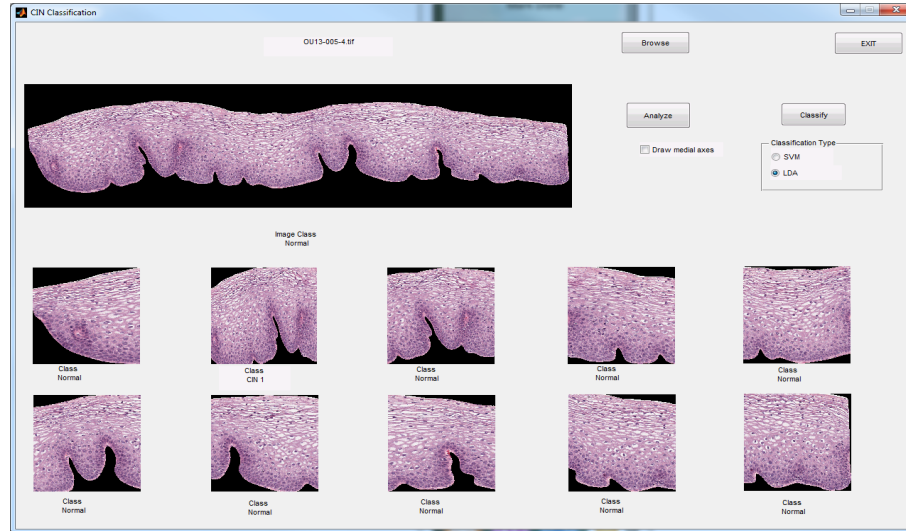 CIN Classification
OU13-005-4.tif
Browse
EXIT
Analyze
Classify
Draw medial axes
Classification Type
SVM
LDA
Image Class
Normal
Class
Normal
Class
CIN 1
Class
Normal
Class
Normal
Class
Normal
Class
Normal
Class
Normal
Class
Normal
Class
Normal
Class
Normal